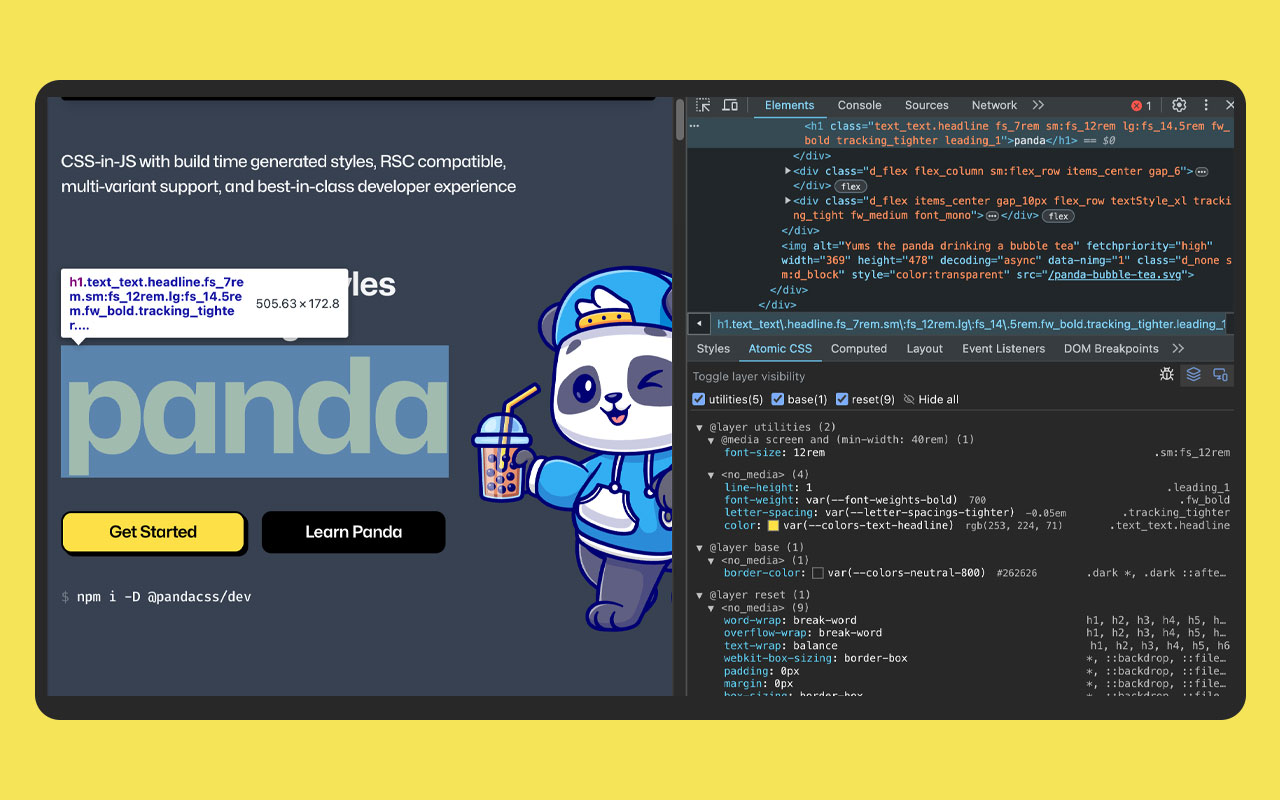 CSS-in-JS with build time generated styles, RSC compatible,
multi-variant support, and best-in-class developer experience
yles
h1.text_text.headline.fs_7re
m.sm:fs_12rem.lg:fs_14.5re
m.fw_bold.tracking_tighte
r.…
505.63 × 172.8
panda
Get Started
Learn Panda
$ npm i -D @pandacss/dev
Elements Console Sources Network 1
<h1 class="text_text.headline fs_7rem sm:fs_12rem lg:fs_14.5rem fw_
bold tracking_tighter leading_1">panda</h1> == $0
</div>
<div class="d_flex flex_column sm:flex_row items_center gap_6">
</div> flex
<div class="d_flex items_center gap_10px flex_row textStyle_xl tracki
ng_tight fw_medium font_mono"> </div> flex
</div>
<img alt="Yums the panda drinking a bubble tea" fetchpriority="high"
width="369" height="478" decoding="async" data-nimg="1" class="d_none s
m:d_block" style="color:transparent" src="/panda-bubble-tea.svg">
</div>
</div>
h1.text_text\.headline.fs_7rem.sm\:fs_12rem.lg\:fs_14\.5rem.fw_bold.tracking_tighter.leading_1
Styles Atomic CSS Computed Layout Event Listeners DOM Breakpoints
Toggle layer visibility
utilities(5) base(1) reset(9) Hide all
@layer utilities (2)
@media screen and (min-width: 40rem) (1)
font-size: 12rem .sm:fs_12rem
<no_media> (4)
line-height: 1 .leading_1
font-weight: var(--font-weights-bold) 700 .fw_bold
letter-spacing: var(--letter-spacings-tighter) -0.05em .tracking_tighter
color: var(--colors-text-headline) rgb(253, 224, 71) .text_text.headline
@layer base (1)
<no_media> (1)
border-color: var(--colors-neutral-800) #262626 .dark *, .dark ::afte…
@layer reset (1)
<no_media> (9)
word-wrap: break-word h1, h2, h3, h4, h5, h…
overflow-wrap: break-word h1, h2, h3, h4, h5, h…
text-wrap: balance h1, h2, h3, h4, h5, h6
webkit-box-sizing: border-box *, ::backdrop, ::file…
padding: 0px *, ::backdrop, ::file…
margin: 0px *, ::backdrop, ::file…
box-sizing: border-box